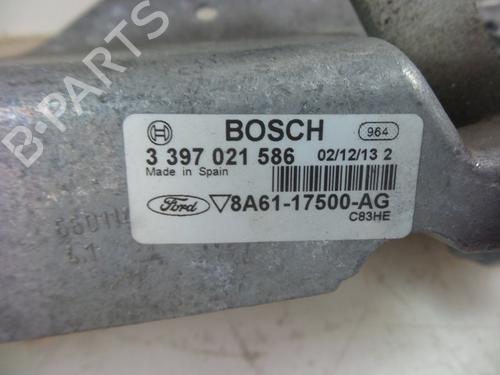 BOSCH 964
3 397 021 586 02/12/13 2
Made in Spain
Ford 8A61-17500-AG
C83HE
B-PARTS